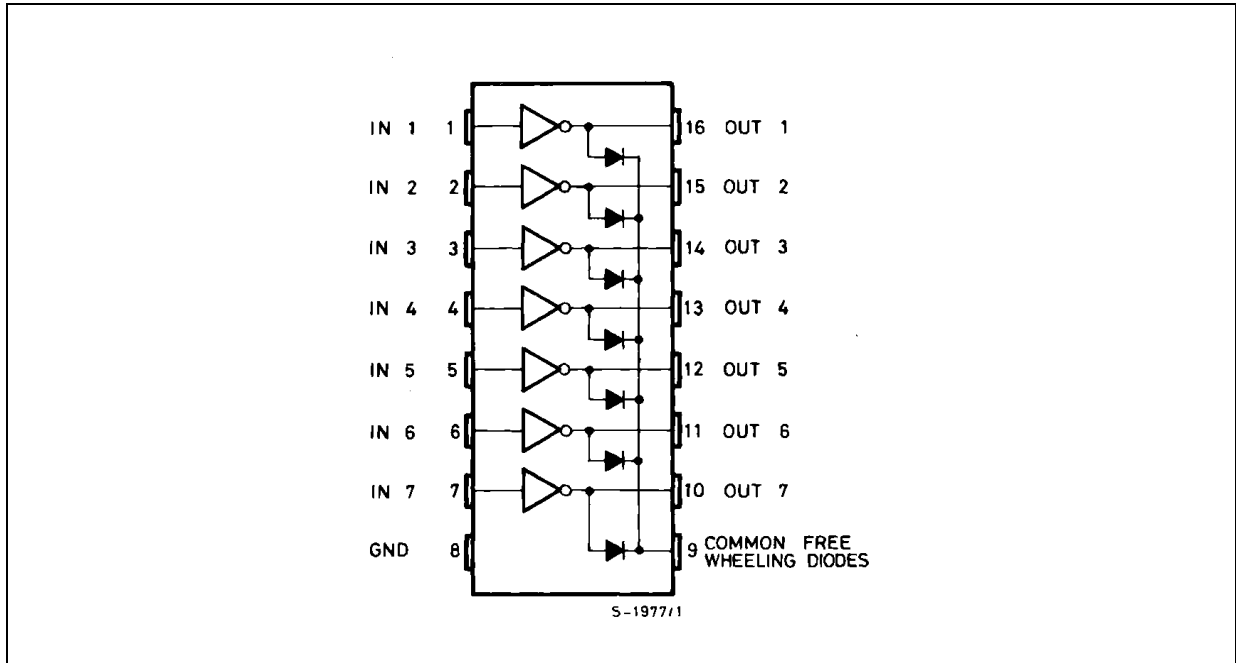 IN 1 1 16 OUT 1
IN 2 2 15 OUT 2
IN 3 3 14 OUT 3
IN 4 4 13 OUT 4
IN 5 5 12 OUT 5
IN 6 6 11 OUT 6
IN 7 7 10 OUT 7
GND 8 9 COMMON FREE
WHEELING DIODES
S-1977/1